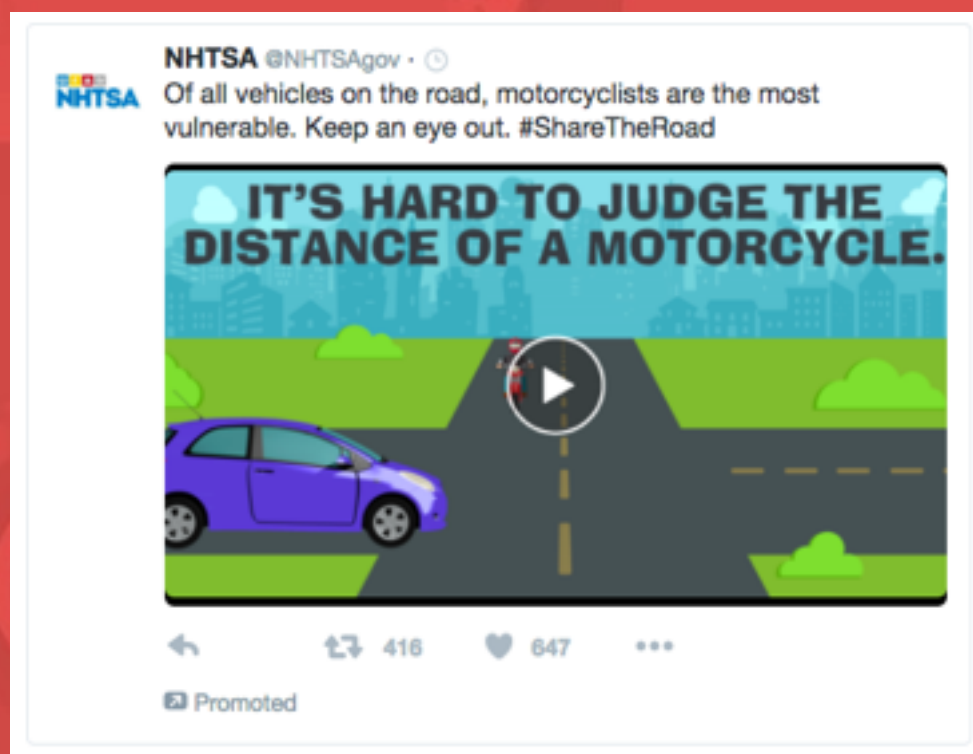 NHTSA @NHTSAgov ·
NHTSA
Of all vehicles on the road, motorcyclists are the most
vulnerable. Keep an eye out. #ShareTheRoad
IT'S HARD TO JUDGE THE
DISTANCE OF A MOTORCYCLE.
416 647
Promoted